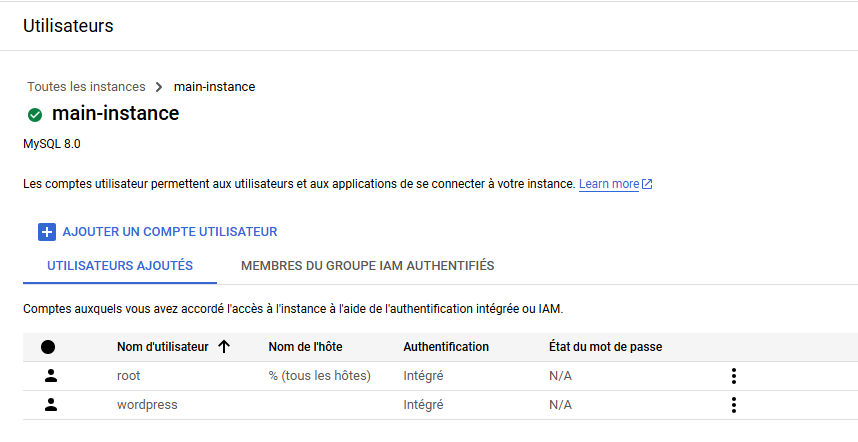 Utilisateurs
Toutes les instances > main-instance
main-instance
MySQL 8.0
Les comptes utilisateur permettent aux utilisateurs et aux applications de se connecter à votre instance. Learn more
AJOUTER UN COMPTE UTILISATEUR
UTILISATEURS AJOUTÉS MEMBRES DU GROUPE IAM AUTHENTIFIÉS
Comptes auxquels vous avez accordé l'accès à l'instance à l'aide de l'authentification intégrée ou IAM.
Nom d'utilisateur Nom de l'hôte Authentification État du mot de passe
root % (tous les hôtes) Intégré N/A
wordpress Intégré N/A